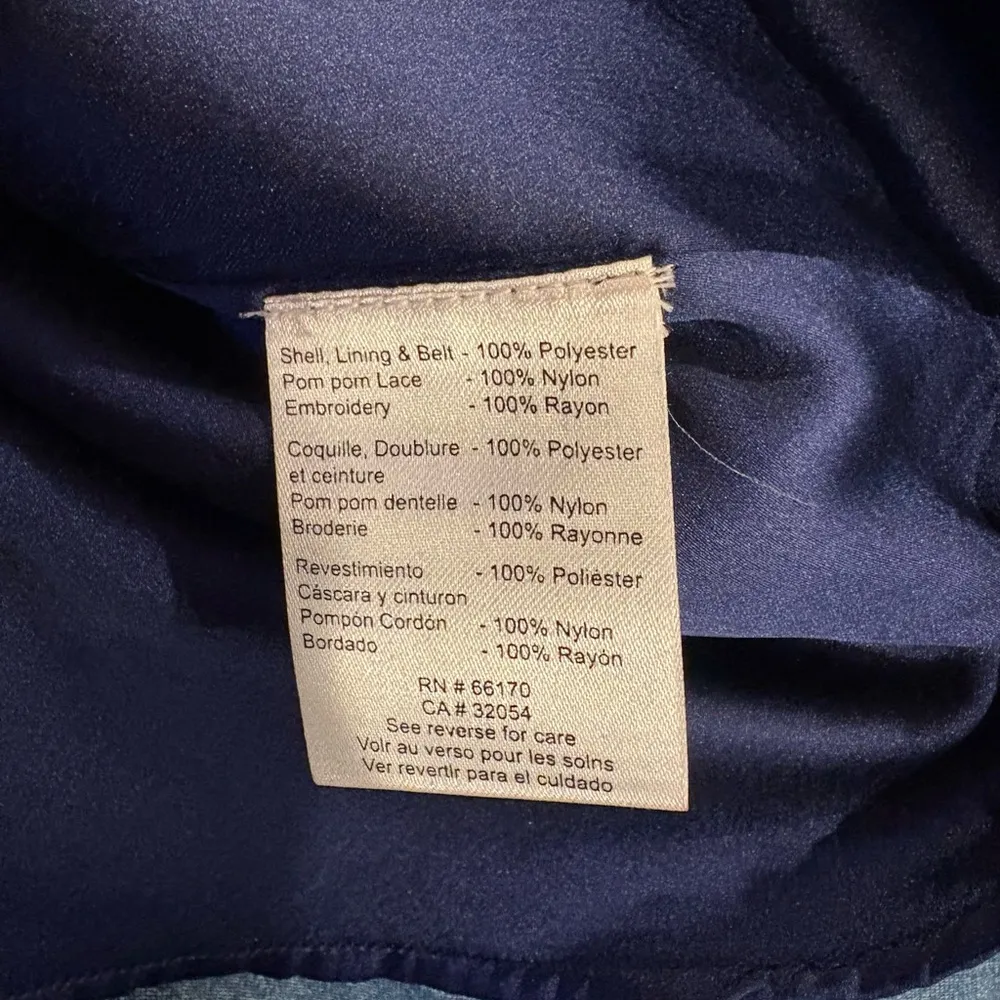 Shell, Lining & Belt - 100% Polyester
Pom pom Lace - 100% Nylon
Embroidery - 100% Rayon
Coquille, Doublure - 100% Polyester
et ceinture
Pom pom dentelle - 100% Nylon
Broderie - 100% Rayonne
Revestimiento - 100% Poliéster
Cáscara y cinturon
Pompón Cordón - 100% Nylon
Bordado - 100% Rayón
RN # 66170
CA # 32054
See reverse for care
Voir au verso pour les soins
Ver revertir para el cuidado